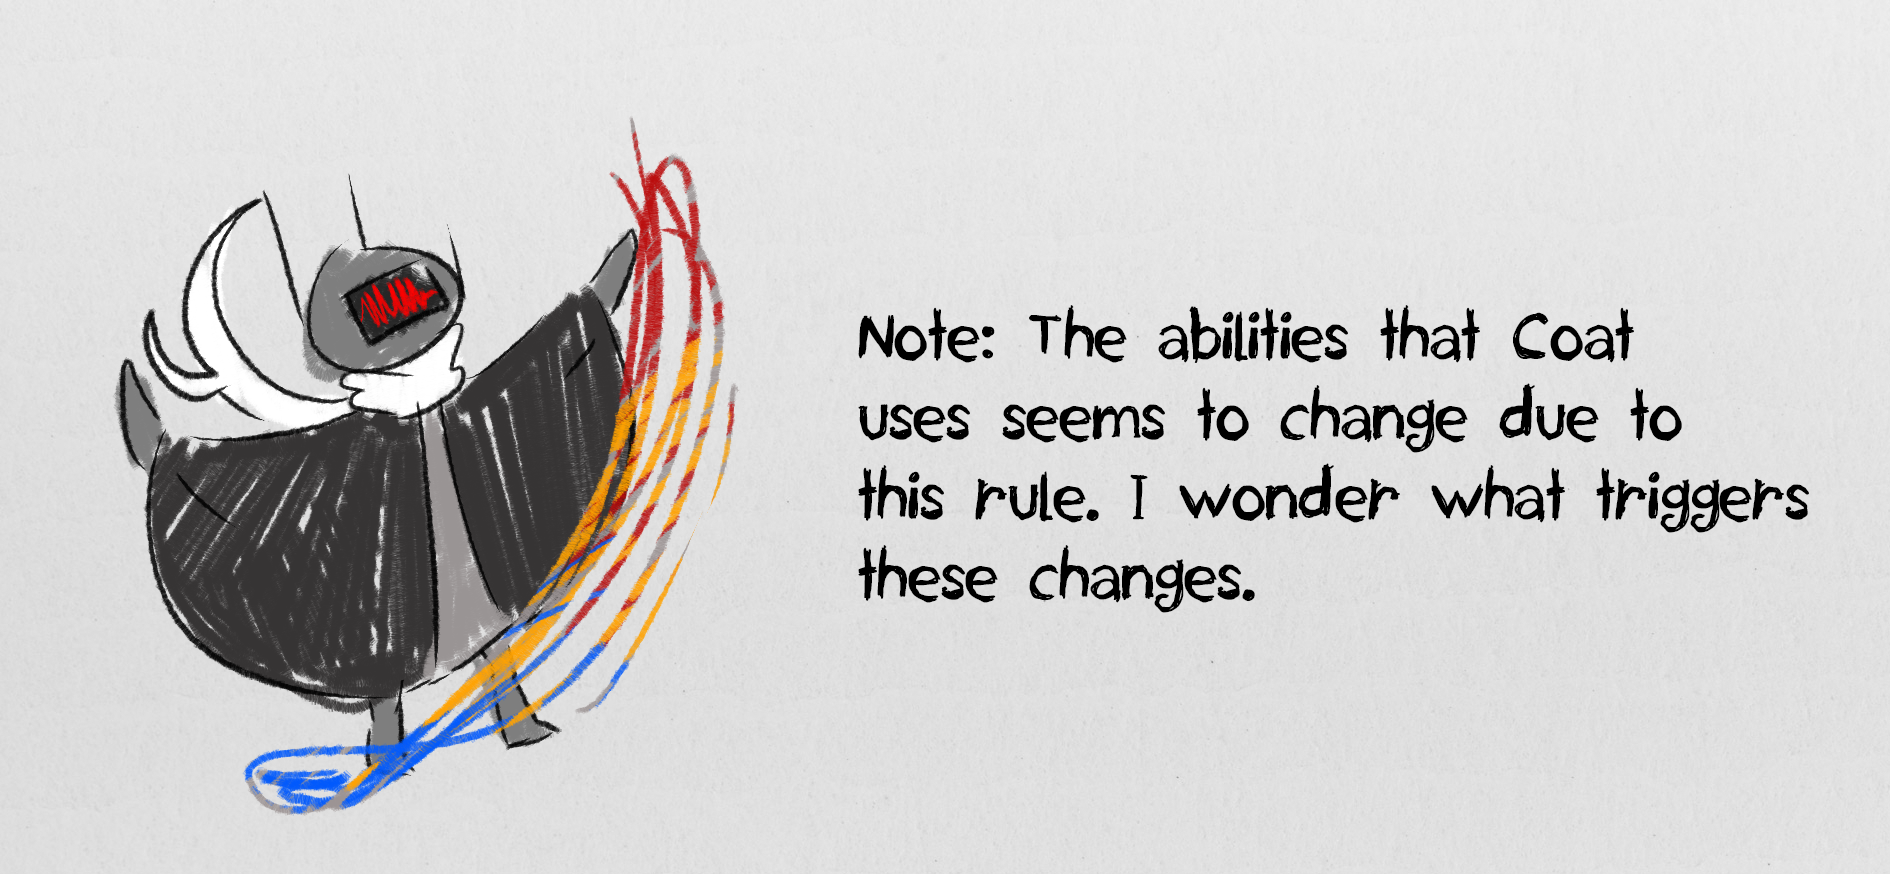 Note: The abilities that Coat
uses seems to change due to
this rule. I wonder what triggers
these changes.